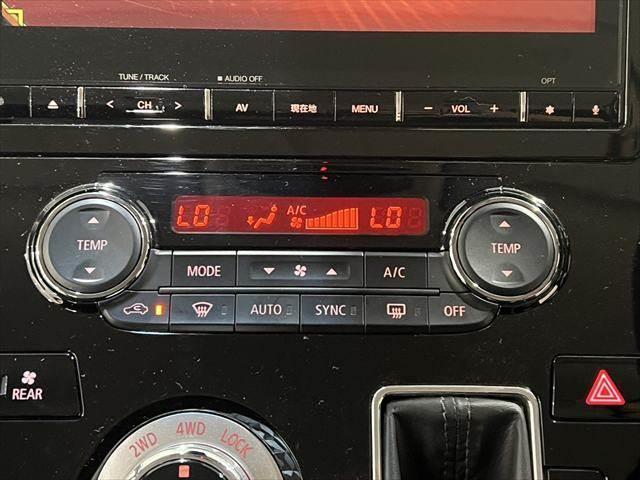 TUNE / TRACK
AUDIO OFF
OPT
< CH >
AV
現在地
MENU
− VOL +
LO
A/C
LO
TEMP
TEMP
MODE
A/C
AUTO
SYNC
OFF
REAR
2WD
4WD
LOCK